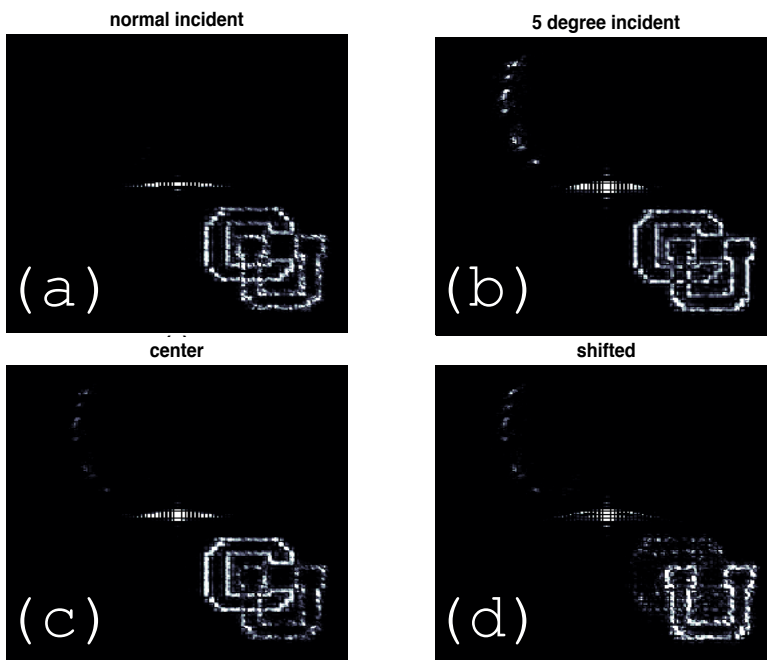 normal incident
5 degree incident
(a)
(b)
center
shifted
(c)
(d)